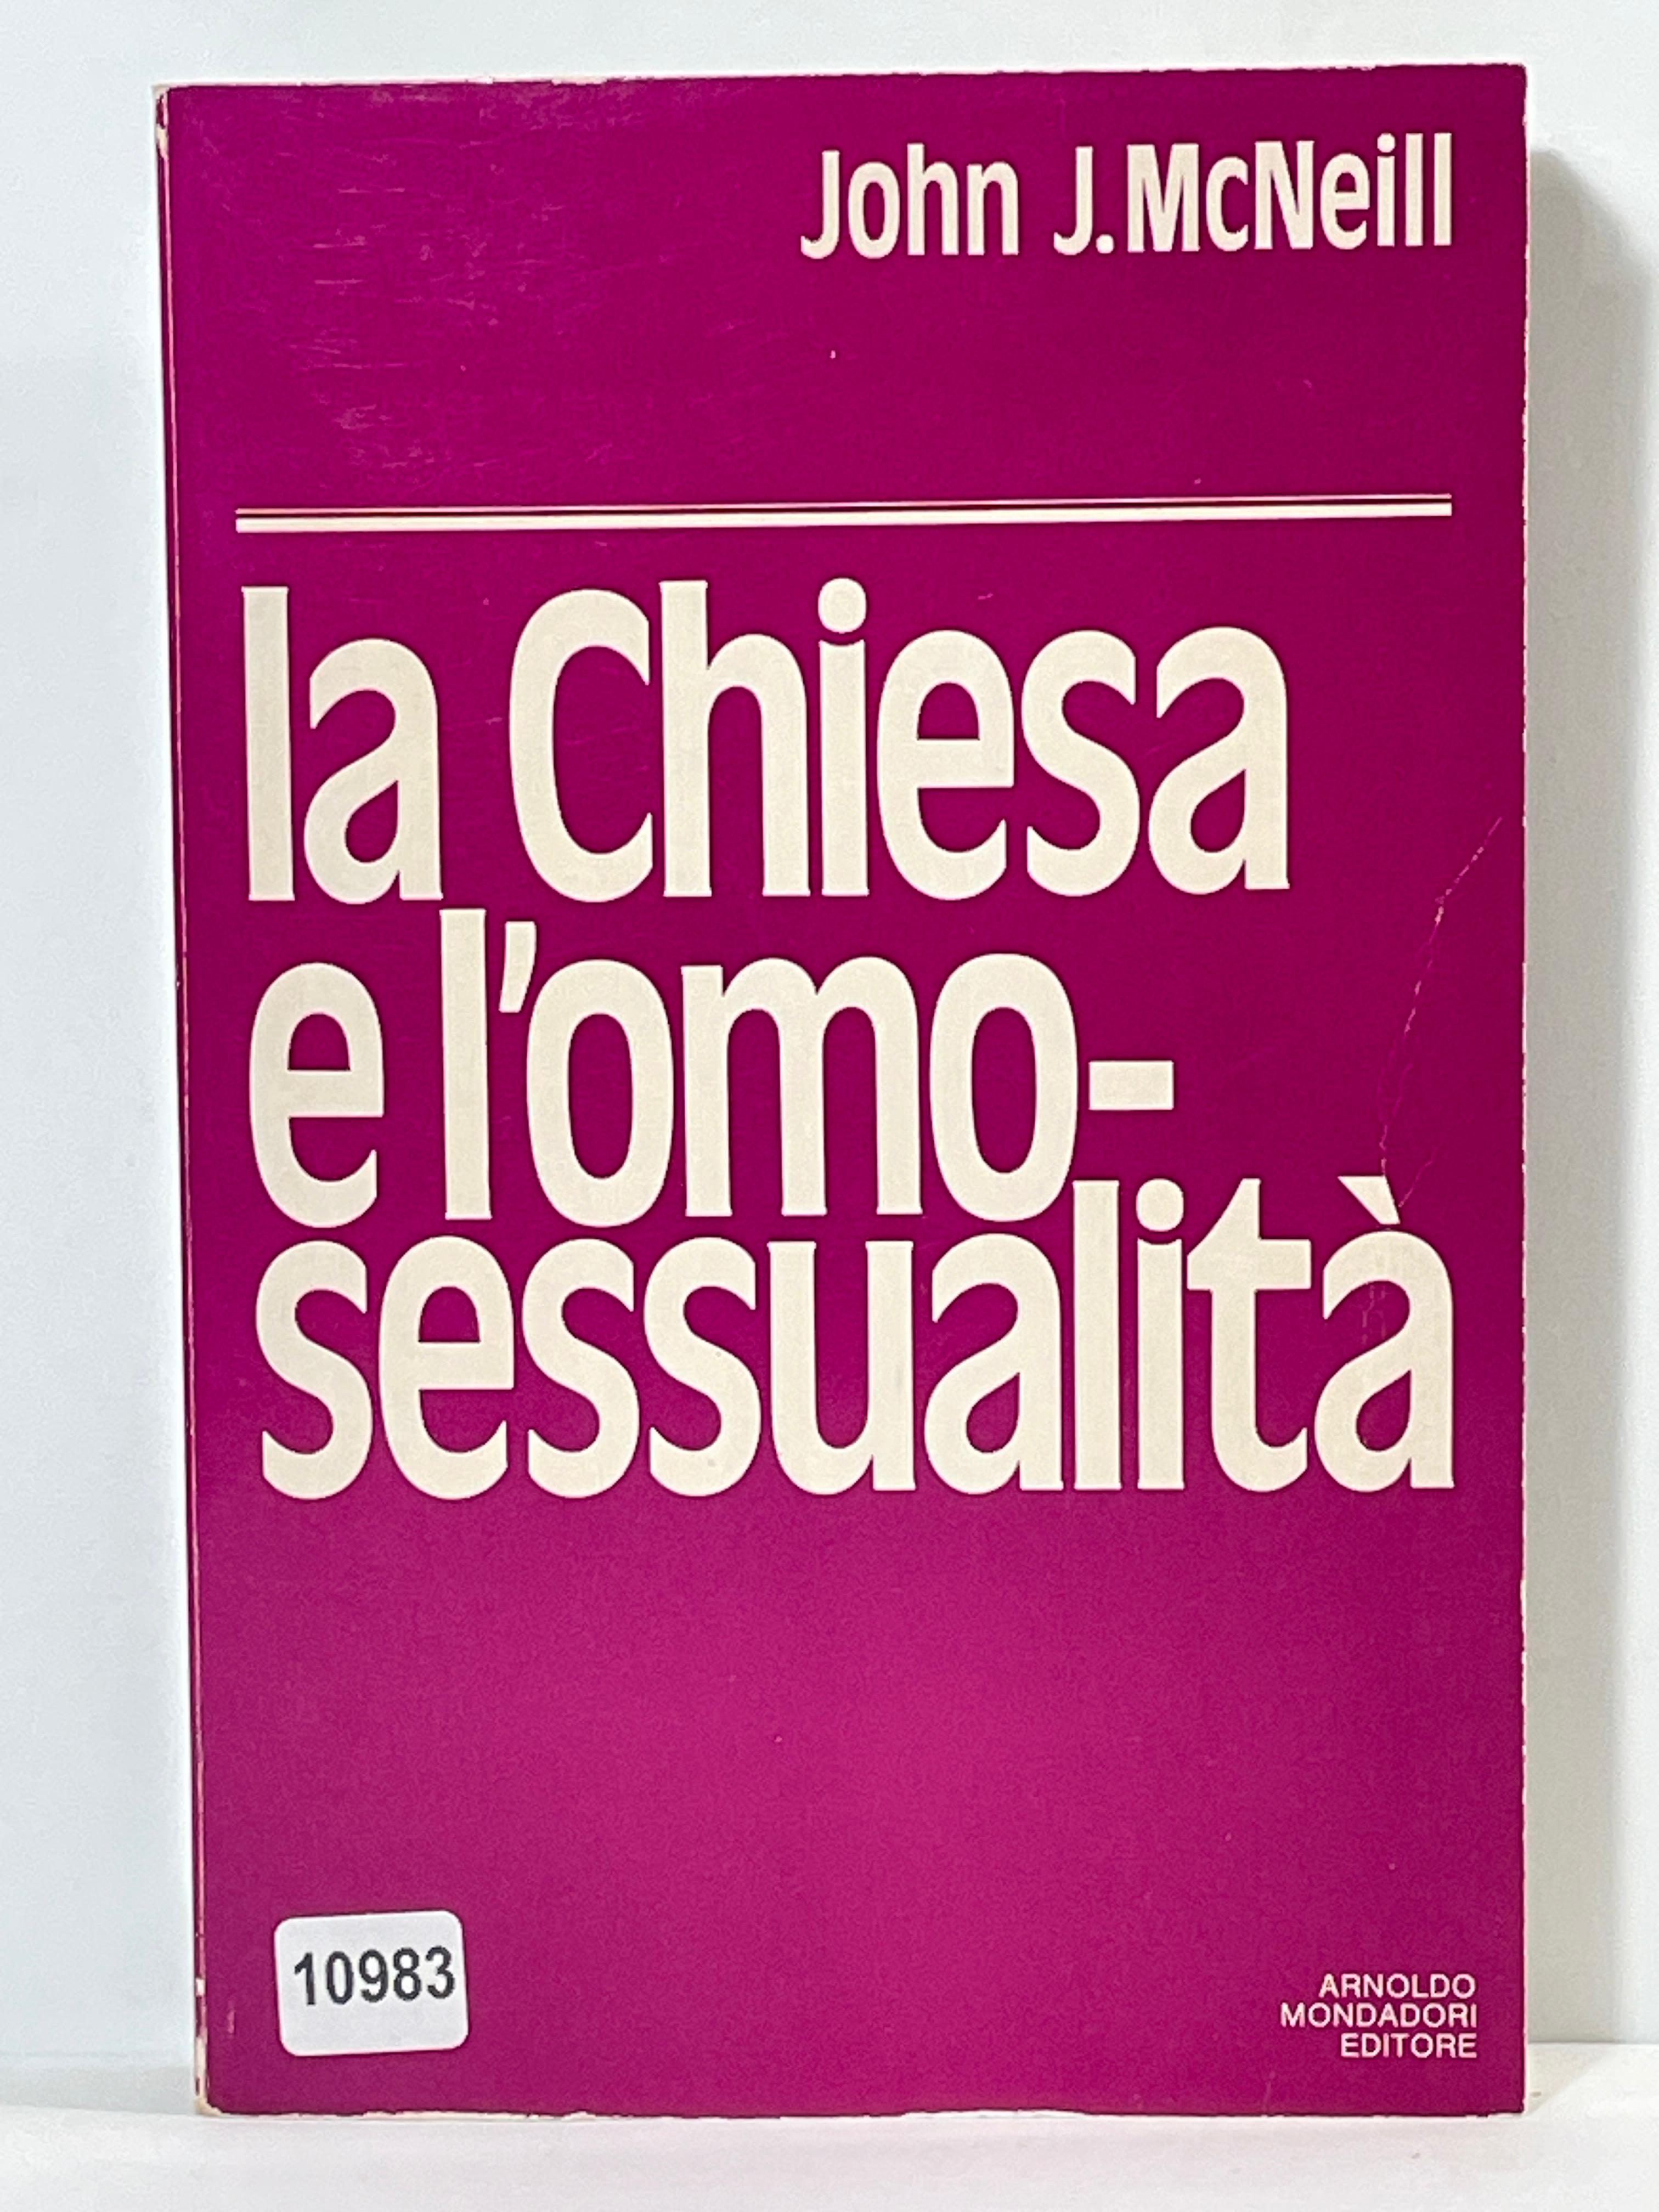 John J. McNeill
la Chiesa
e l'omo-
sessualità
10983
ARNOLDO
MONDADORI
EDITORE